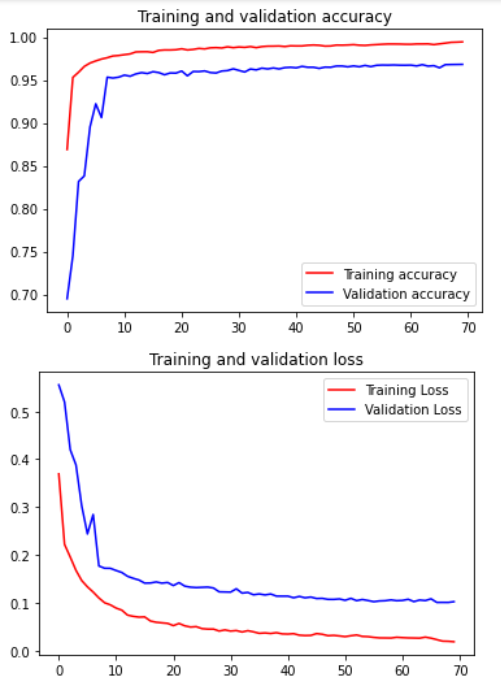 Training and validation accuracy
1.00
0.95
0.90
0.85
0.80
0.75
0.70
Training accuracy
Validation accuracy
0 10 20 30 40 50 60 70
Training and validation loss
Training Loss
Validation Loss
0.5
0.4
0.3
0.2
0.1
0.0
0 10 20 30 40 50 60 70